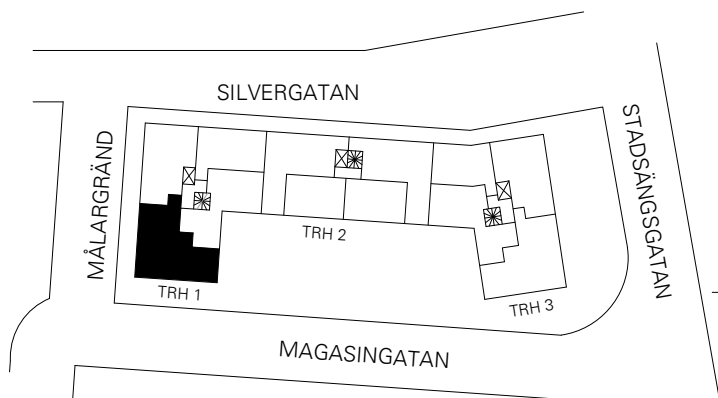 SILVERGATAN
STADSÄNGSGATAN
MÅLARGRÄND
TRH 2
TRH 1
TRH 3
MAGASINGATAN